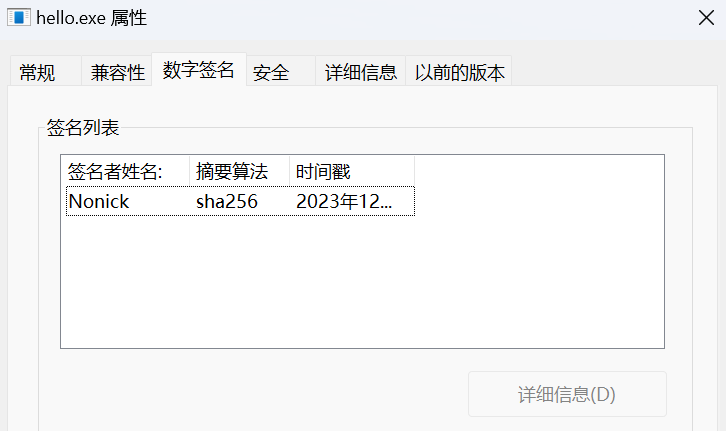 hello.exe 属性
常规 兼容性 数字签名 安全 详细信息 以前的版本
签名列表
签名者姓名: 摘要算法 时间戳
Nonick sha256 2023年12...
详细信息(D)